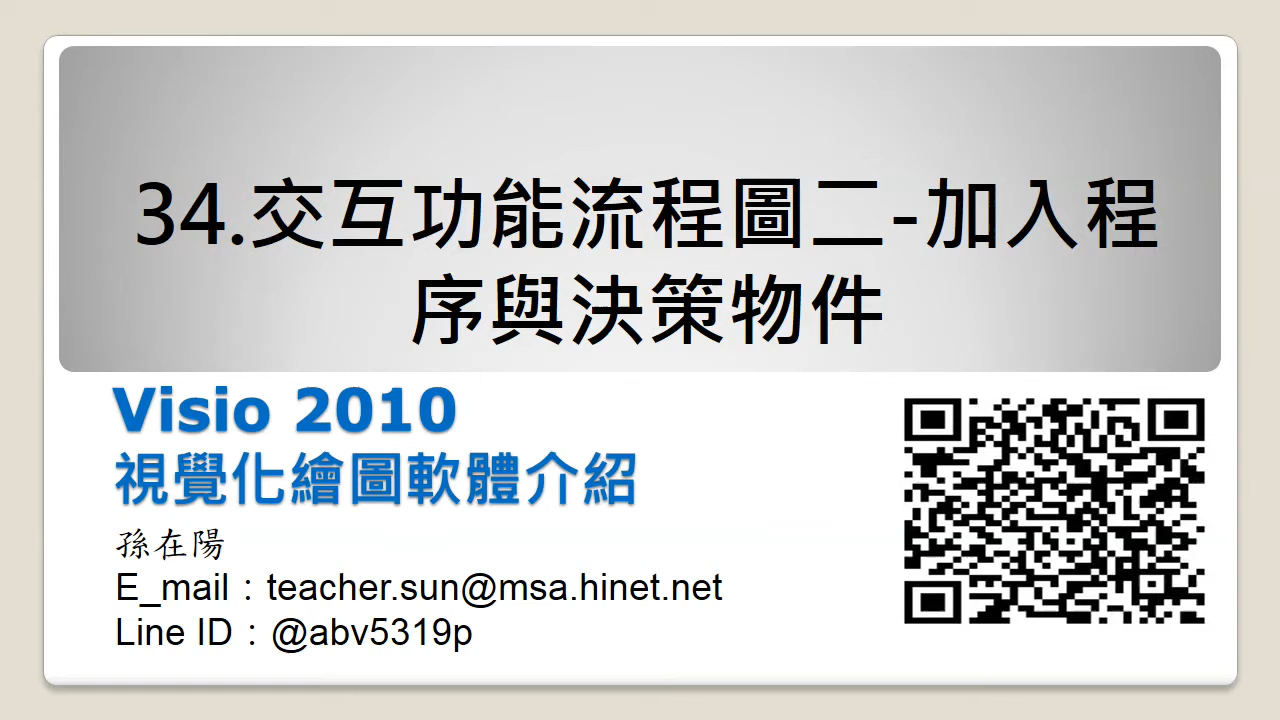 34.交互功能流程圖二-加入程
序與決策物件
Visio 2010
視覺化繪圖軟體介紹
孫在陽
E_mail：teacher.sun@msa.hinet.net
Line ID：@abv5319p